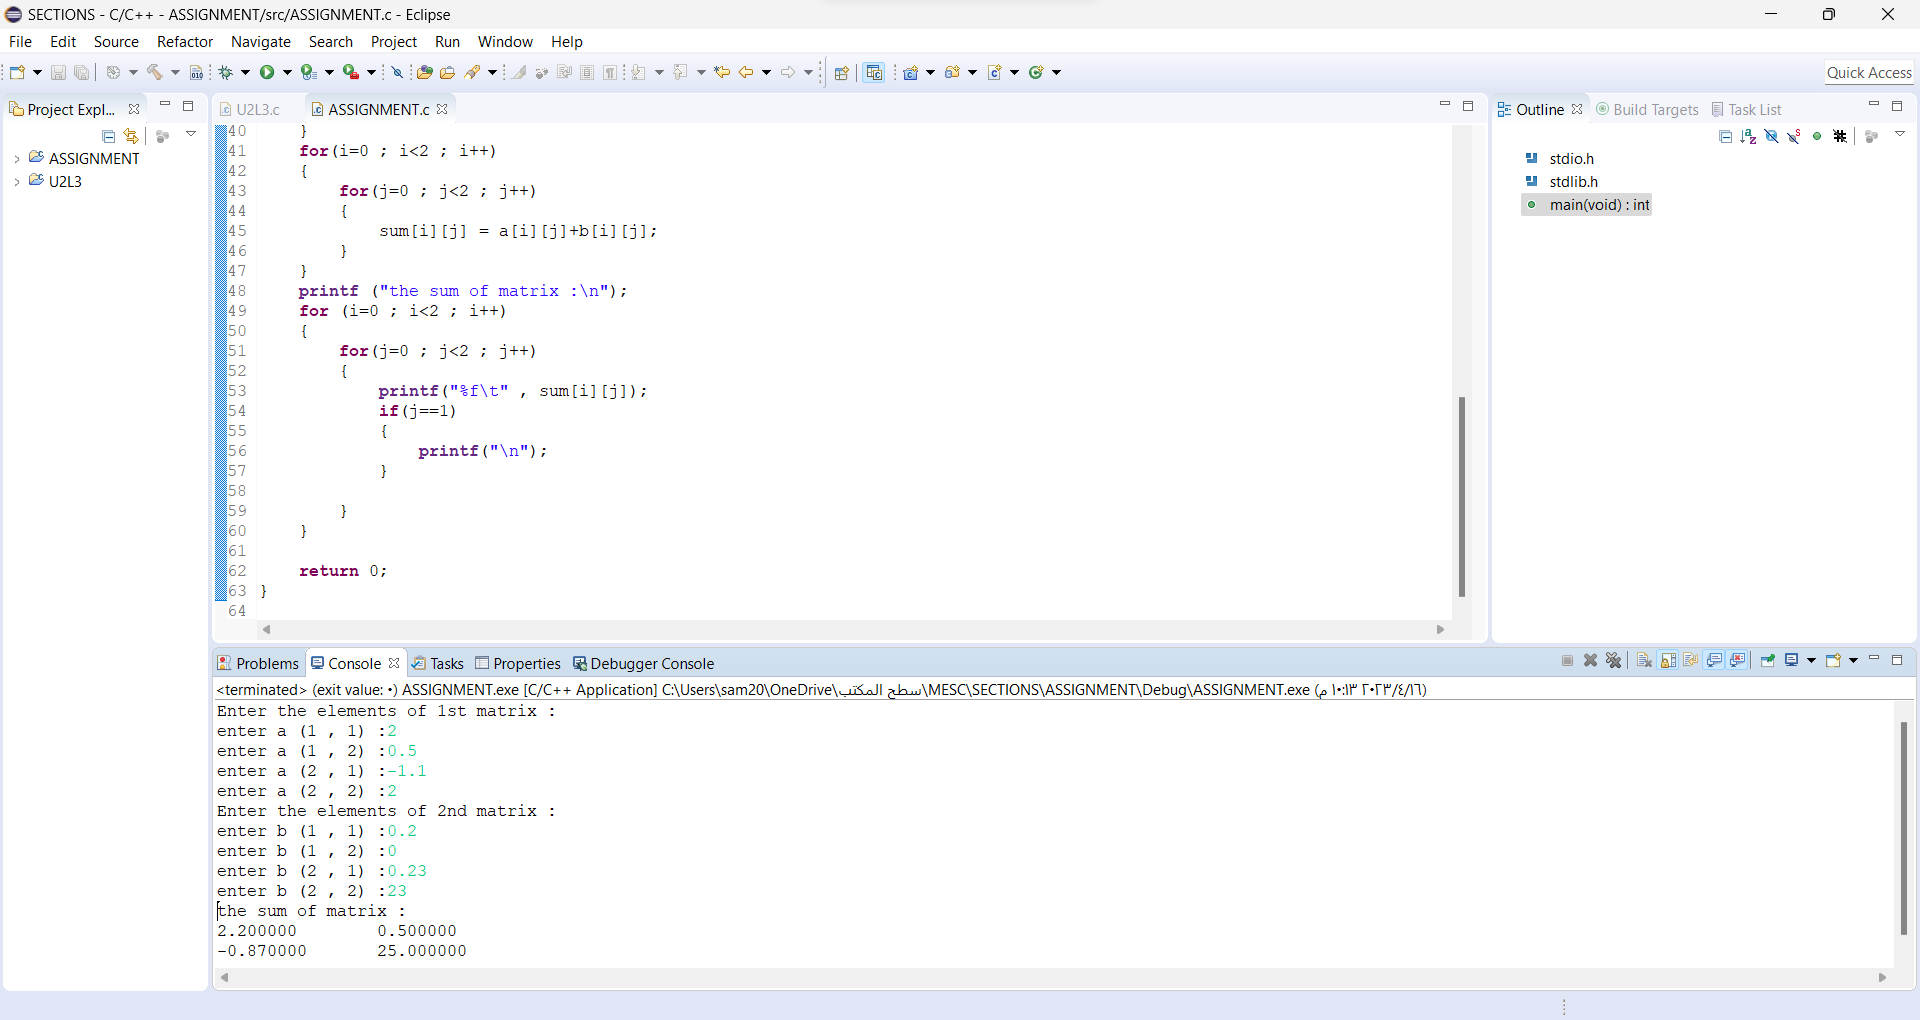 SECTIONS - C/C++ - ASSIGNMENT/src/ASSIGNMENT.c - Eclipse
File Edit Source Refactor Navigate Search Project Run Window Help
Quick Access
Project Expl...
ASSIGNMENT
U2L3
U2L3.c ASSIGNMENT.c
40 }
41 for(i=0 ; i<2 ; i++)
42 {
43 for(j=0 ; j<2 ; j++)
44 {
45 sum[i][j] = a[i][j]+b[i][j];
46 }
47 }
48 printf ("the sum of matrix :\n");
49 for (i=0 ; i<2 ; i++)
50 {
51 for(j=0 ; j<2 ; j++)
52 {
53 printf("%f\t" , sum[i][j]);
54 if(j==1)
55 {
56 printf("\n");
57 }
58
59 }
60 }
61
62 return 0;
63 }
64
Outline Build Targets Task List
stdio.h
stdlib.h
main(void) : int
Problems Console Tasks Properties Debugger Console
<terminated> (exit value: ٠) ASSIGNMENT.exe [C/C++ Application] C:\Users\sam20\OneDrive\سطح المكتب\MESC\SECTIONS\ASSIGNMENT\Debug\ASSIGNMENT.exe (٢٠٢٣/٤/١٦ ١٠:١٣ م)
Enter the elements of 1st matrix :
enter a (1 , 1) :2
enter a (1 , 2) :0.5
enter a (2 , 1) :-1.1
enter a (2 , 2) :2
Enter the elements of 2nd matrix :
enter b (1 , 1) :0.2
enter b (1 , 2) :0
enter b (2 , 1) :0.23
enter b (2 , 2) :23
the sum of matrix :
2.200000 0.500000
-0.870000 25.000000